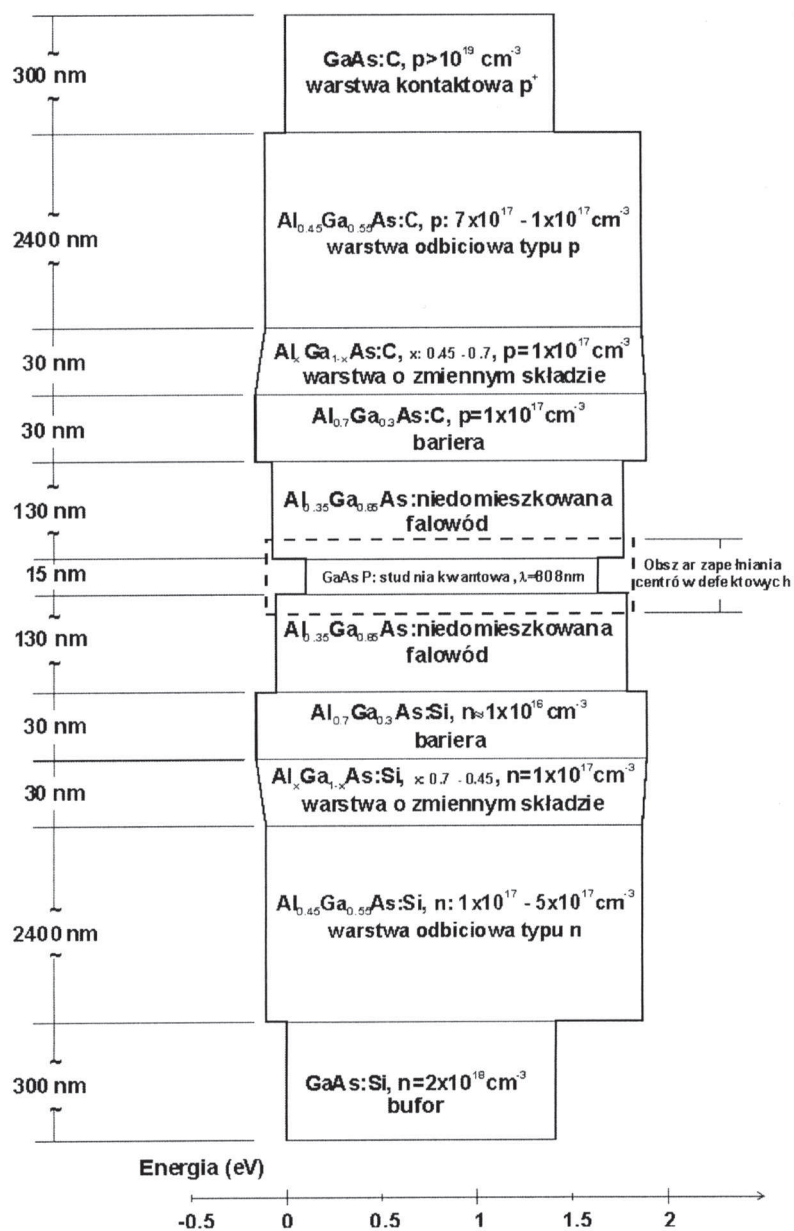 GaAs:C, p>10¹⁹ cm⁻³
warstwa kontaktowa p⁺
300 nm
Al₀.₄₅Ga₀.₅₅As:C, p: 7x10¹⁷ - 1x10¹⁷cm⁻³
warstwa odbiciowa typu p
2400 nm
AlₓGa₁₋ₓAs:C, x: 0.45 - 0.7, p=1x10¹⁷cm⁻³
warstwa o zmiennym składzie
30 nm
Al₀.₇Ga₀.₃As:C, p=1x10¹⁷cm⁻³
bariera
30 nm
Al₀.₃₅Ga₀.₆₅As:niedomieszkowana
falowód
130 nm
GaAs P: studnia kwantowa, λ=808nm
15 nm
Obszar zapełniania
centrów defektowych
Al₀.₃₅Ga₀.₆₅As:niedomieszkowana
falowód
130 nm
Al₀.₇Ga₀.₃As:Si, n≈1x10¹⁶cm⁻³
bariera
30 nm
AlₓGa₁₋ₓAs:Si, x: 0.7 - 0.45, n=1x10¹⁷cm⁻³
warstwa o zmiennym składzie
30 nm
Al₀.₄₅Ga₀.₅₅As:Si, n: 1x10¹⁷ - 5x10¹⁷cm⁻³
warstwa odbiciowa typu n
2400 nm
GaAs:Si, n=2x10¹⁸cm⁻³
bufor
300 nm
Energia (eV)
-0.5 0 0.5 1 1.5 2